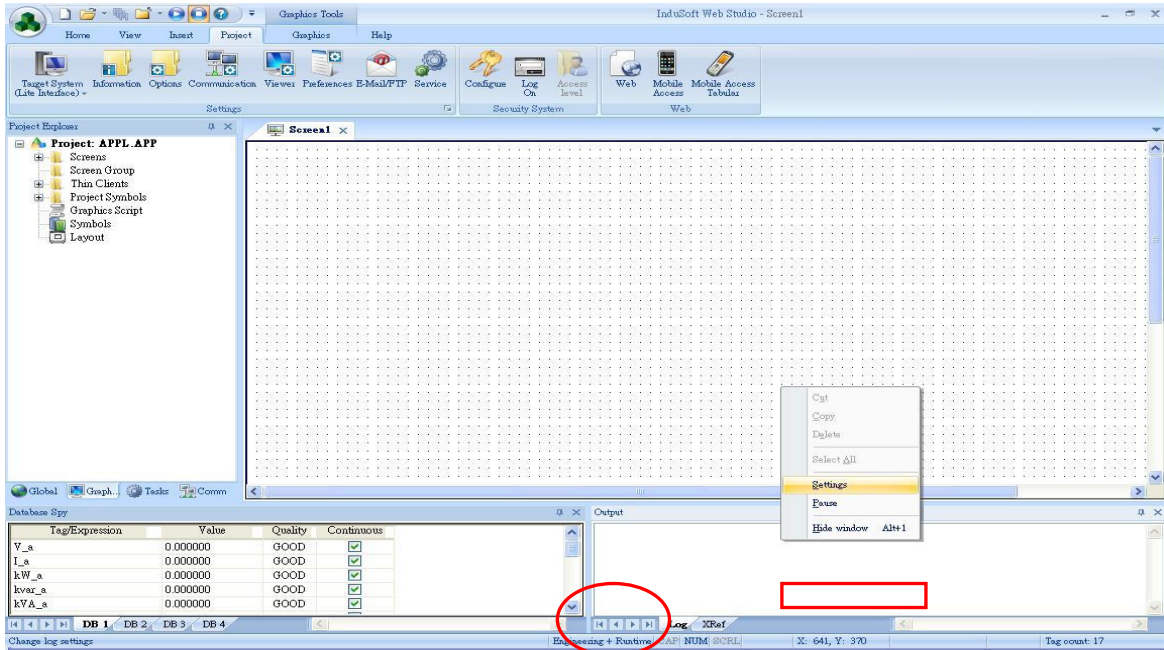 Graphics Tools
InduSoft Web Studio - Screen1
Home View Insert Project Graphics Help
Target System (Lite Interface)
Information
Options
Communication
Viewer
Preferences
E-Mail/FTP
Service
Configure
Log On
Access level
Web
Mobile Access
Mobile Access Tabular
Settings
Security System
Web
Project Explorer
Project: APPL.APP
Screens
Screen Group
Thin Clients
Project Symbols
Graphics Script
Symbols
Layout
Screen1
Cut
Copy
Delete
Select All
Settings
Pause
Hide window Alt+1
Global Graph... Tasks Comm
Database Spy
Tag/Expression Value Quality Continuous
V_a 0.000000 GOOD
I_a 0.000000 GOOD
kW_a 0.000000 GOOD
kvar_a 0.000000 GOOD
kVA_a 0.000000 GOOD
DB 1 DB 2 DB 3 DB 4
Output
Log XRef
Change log settings
Engineering + Runtime CAP NUM SCRL
X: 641, Y: 370
Tag count: 17